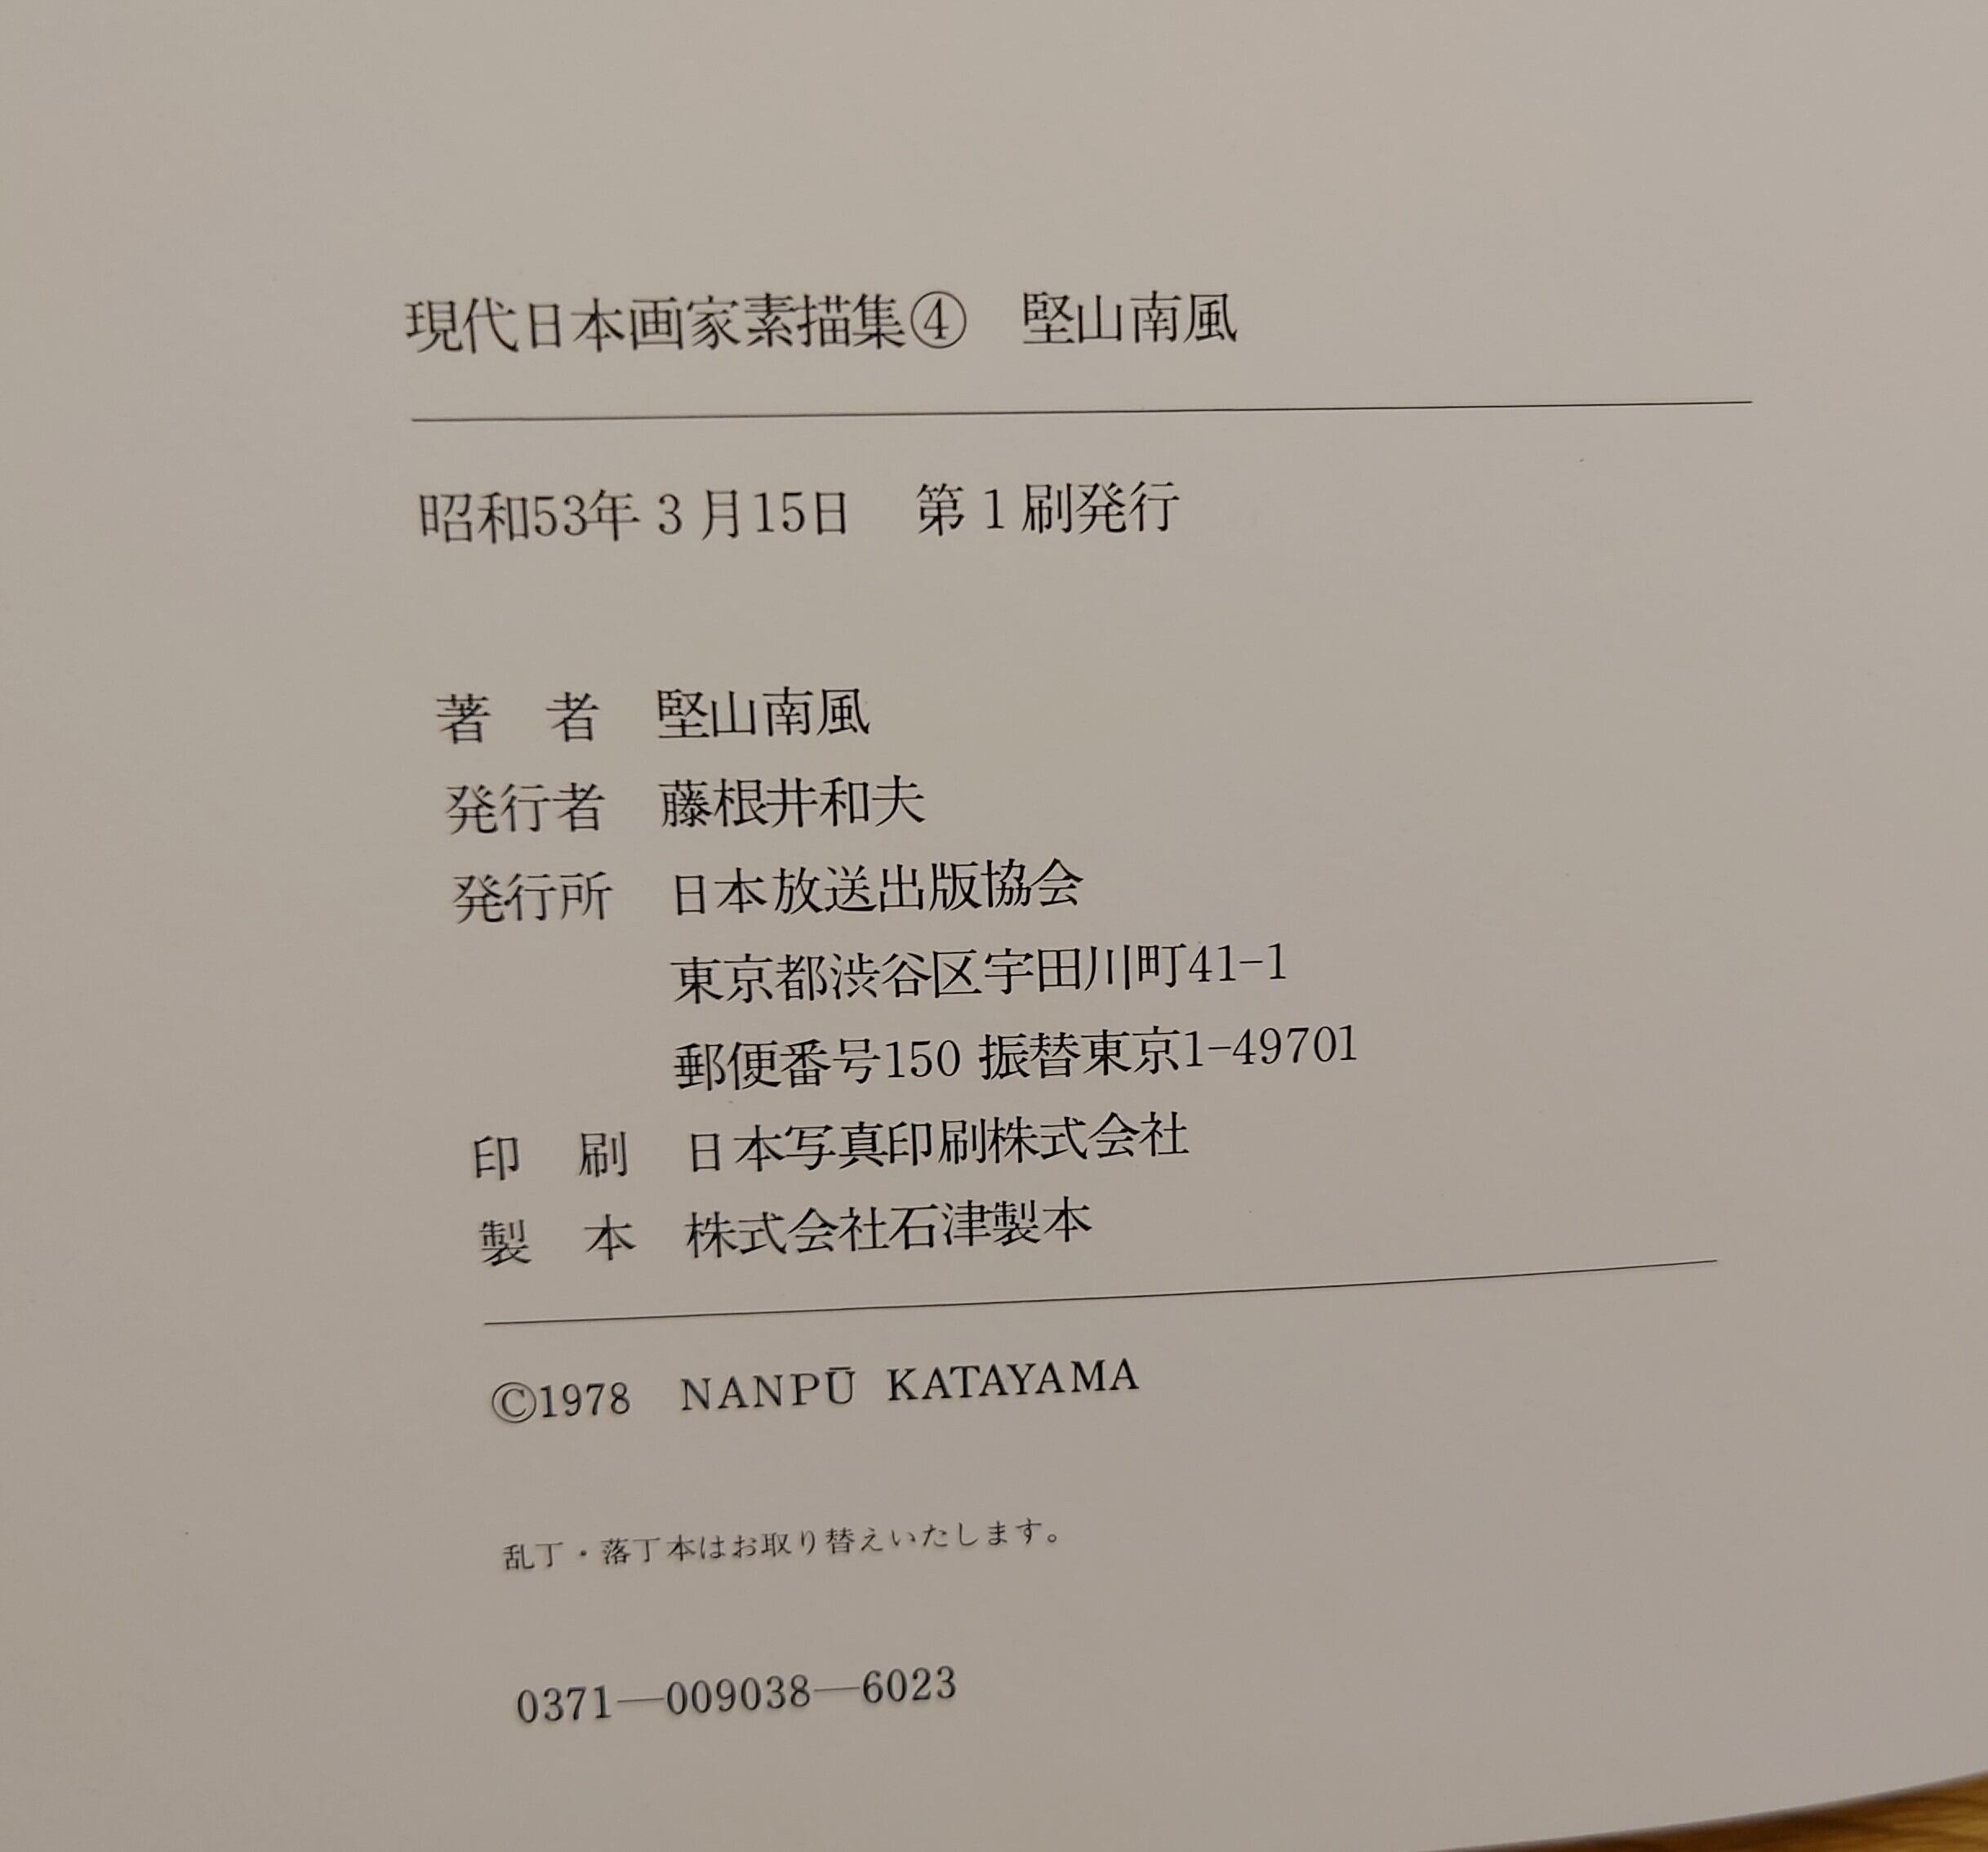 現代日本画家素描集④　堅山南風
昭和53年3月15日　第1刷発行
著　者　堅山南風
発行者　藤根井和夫
発行所　日本放送出版協会
東京都渋谷区宇田川町41-1
郵便番号150 振替東京1-49701
印　刷　日本写真印刷株式会社
製　本　株式会社石津製本
©1978　NANPŪ KATAYAMA
乱丁・落丁本はお取り替えいたします。
0371—009038—6023